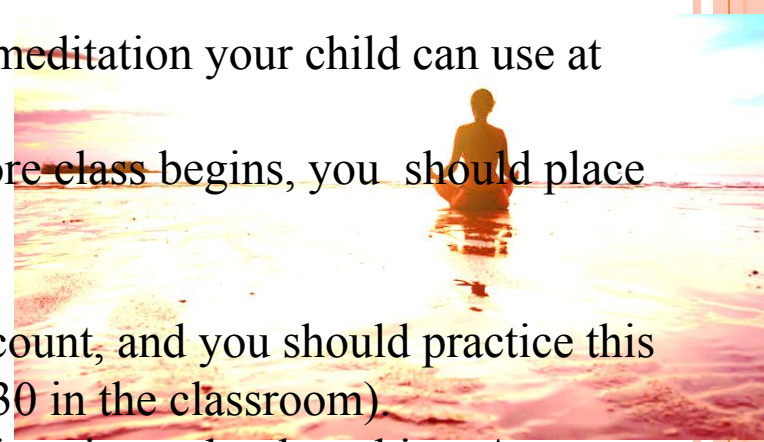 meditation your child can use at
class begins, you should place
count, and you should practice this
30 in the classroom).